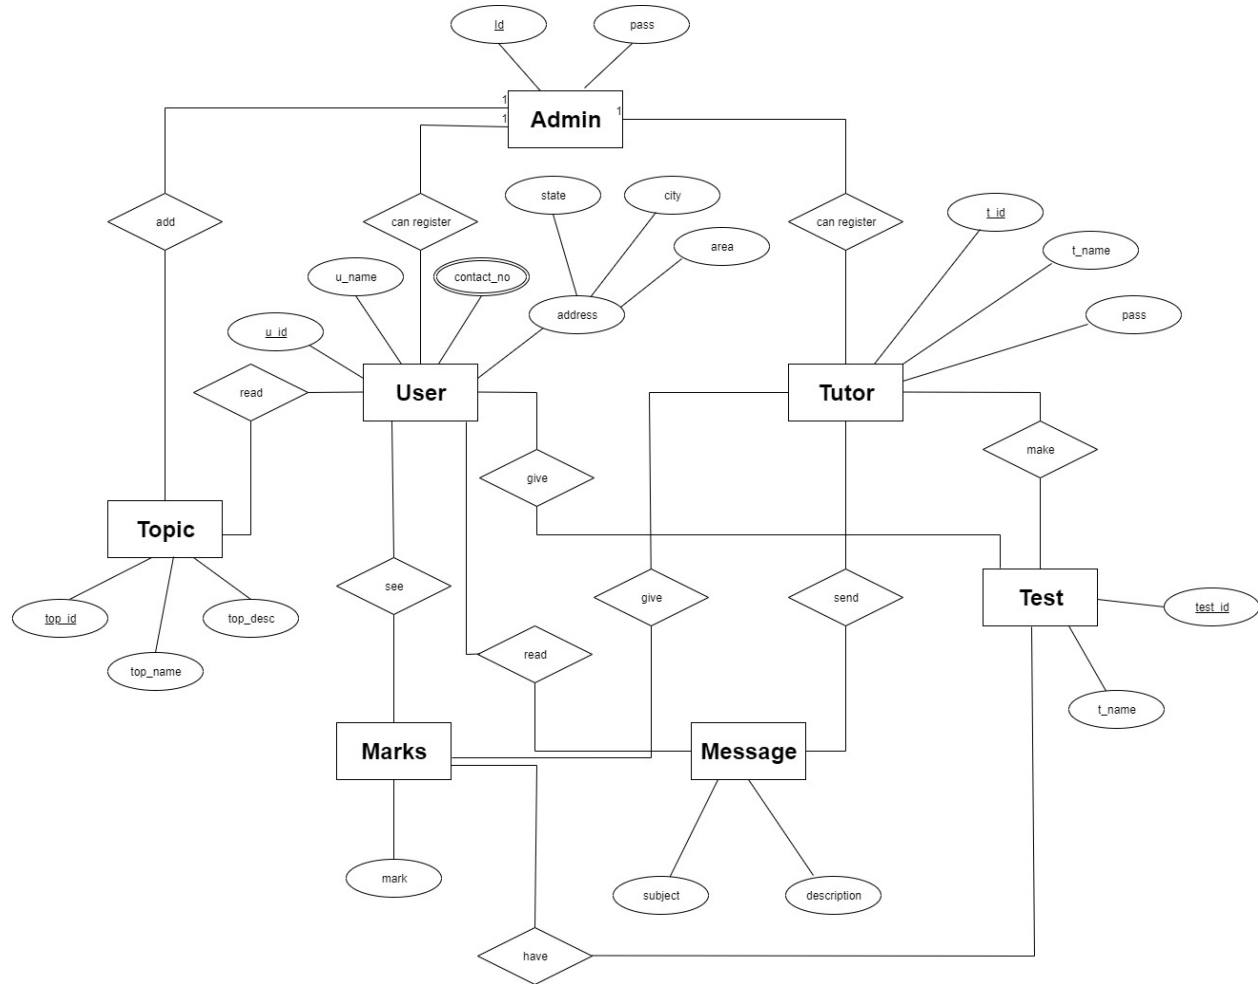 Id
pass
1
1
1
Admin
state
city
add
can register
can register
t_id
area
t_name
u_name
contact_no
address
pass
u_id
read
User
Tutor
make
give
Topic
see
give
send
Test
top_id
top_desc
test_id
read
top_name
t_name
Marks
Message
mark
subject
description
have